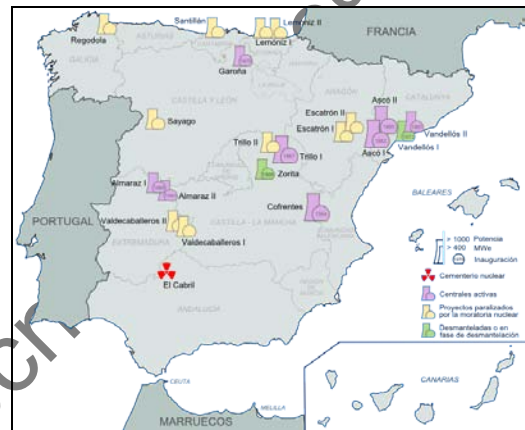 Santillán
Lemóniz II
Regodola
Lemóniz I
FRANCIA
ASTURIAS
GALICIA
Garoña
CASTILLA Y LEÓN
ARAGÓN
CATALUNYA
Ascó II
Escatrón II
Sayago
Escatrón I
Vandellós II
Trillo II
Ascó I
Vandellós I
Trillo I
Zorita
Almaraz I
BALEARES
Almaraz II
Cofrentes
PORTUGAL
Valdecaballeros II
CASTILLA - LA MANCHA
EXTREMADURA
Valdecaballeros I
> 1000 Potencia
> 400 MWe
Inauguración
El Cabril
Cementerio nuclear
Centrales activas
ANDALUCÍA
Proyectos paralizados
por la moratoria nuclear
Desmanteladas o en
fase de desmantelación
CEUTA
CANARIAS
MELILLA
MARRUECOS